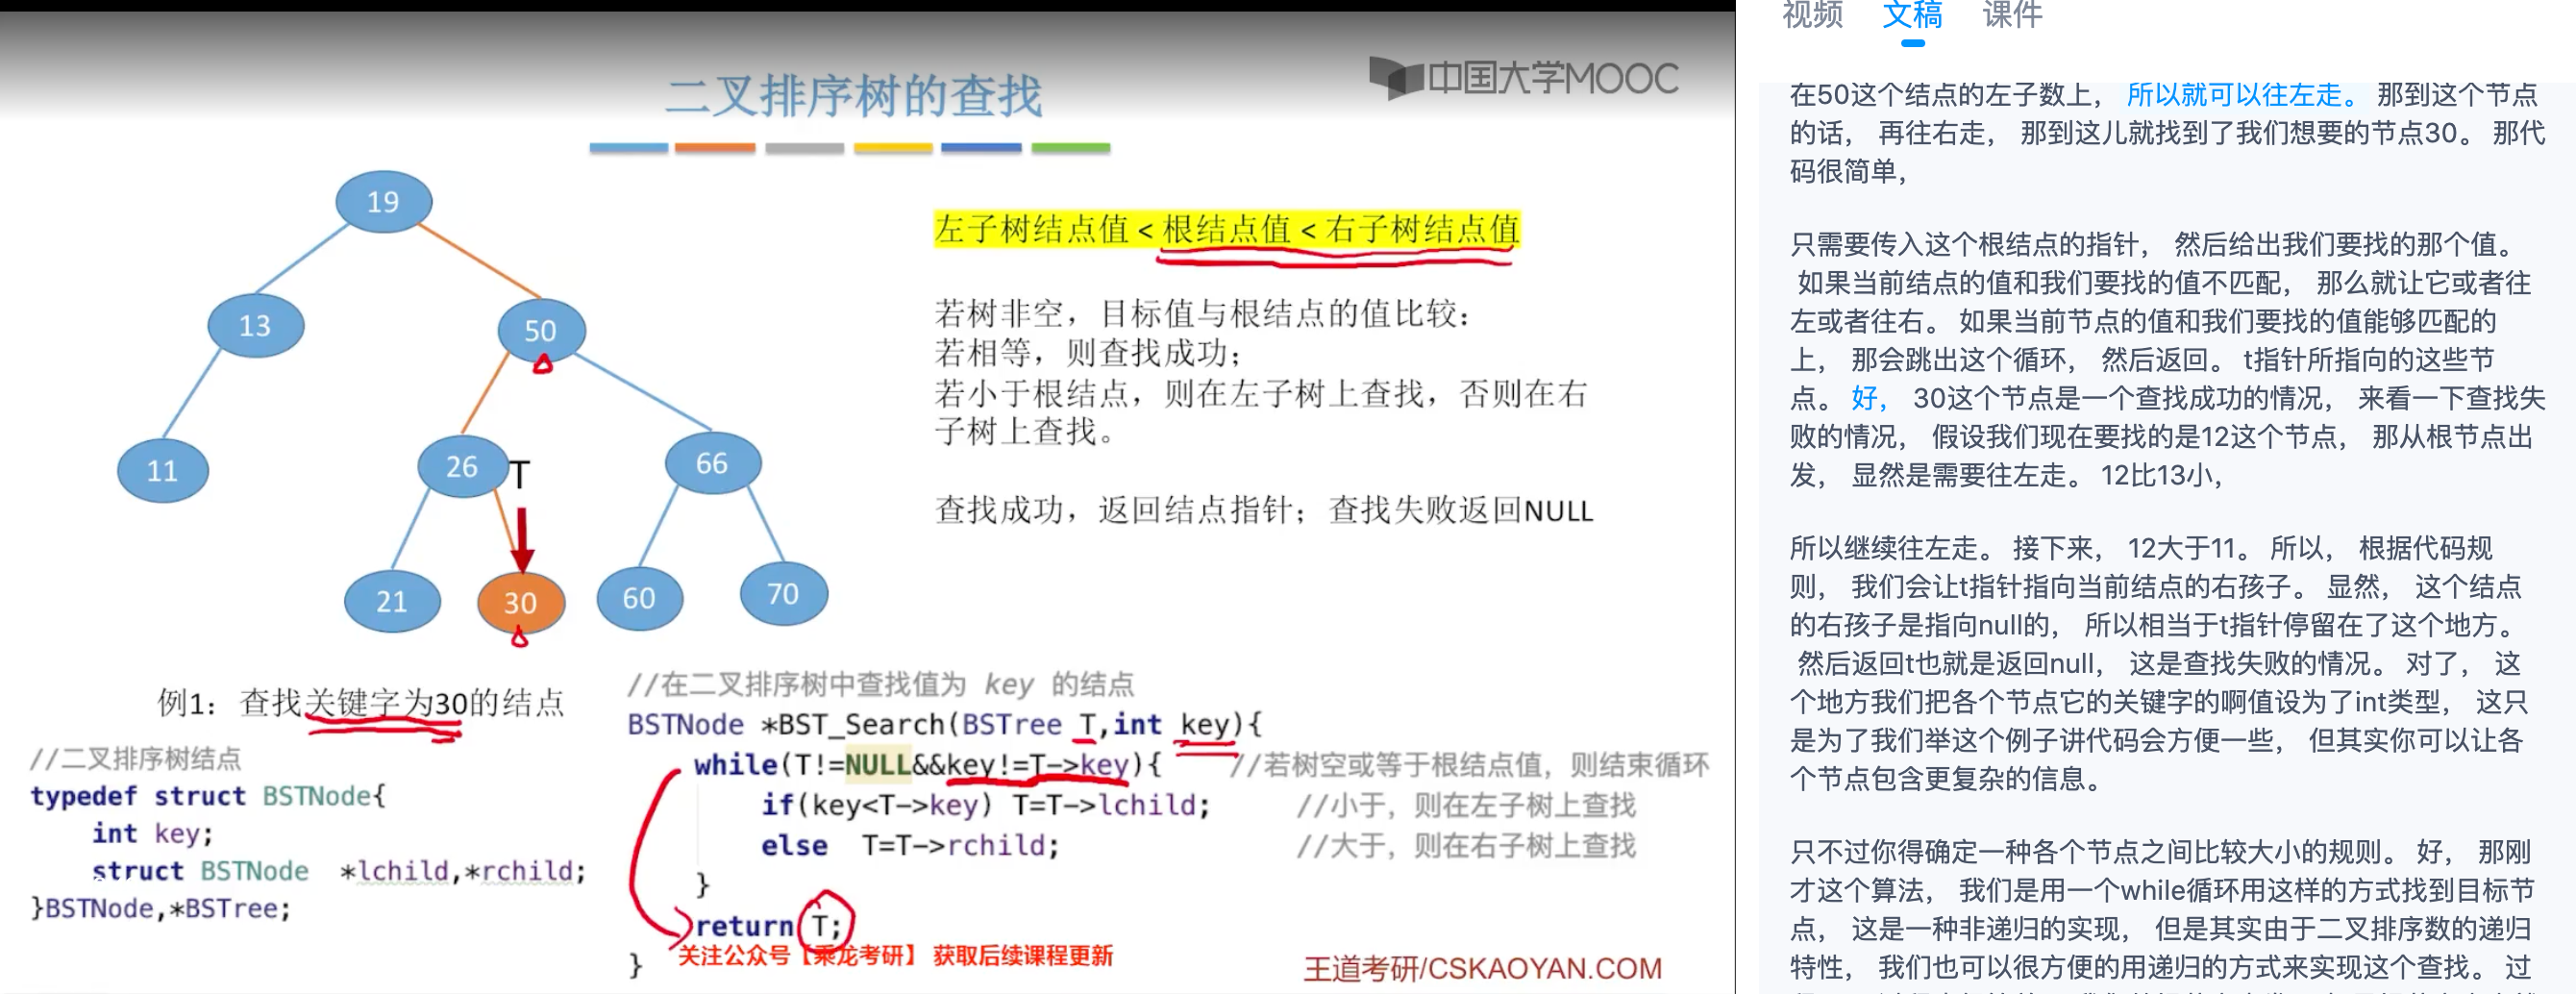 中国大学MOOC
二叉排序树的查找
19
13
50
11
26
T
66
21
30
60
70
左子树结点值 < 根结点值 < 右子树结点值
若树非空，目标值与根结点的值比较：
若相等，则查找成功；
若小于根结点，则在左子树上查找，否则在右
子树上查找。
查找成功，返回结点指针；查找失败返回NULL
例1：查找关键字为30的结点
//二叉排序树结点
typedef struct BSTNode{
int key;
struct BSTNode *lchild,*rchild;
}BSTNode,*BSTree;
//在二叉排序树中查找值为 key 的结点
BSTNode *BST_Search(BSTree T,int key){
while(T!=NULL&&key!=T->key){ //若树空或等于根结点值，则结束循环
if(key<T->key) T=T->lchild; //小于，则在左子树上查找
else T=T->rchild; //大于，则在右子树上查找
}
return T;
}
关注公众号【乘龙考研】 获取后续课程更新
王道考研/CSKAOYAN.COM
视频 文稿 课件
在50这个结点的左子数上， 所以就可以往左走。 那到这个节点
的话， 再往右走， 那到这儿就找到了我们想要的节点30。 那代
码很简单，
只需要传入这个根结点的指针， 然后给出我们要找的那个值。
如果当前结点的值和我们要找的值不匹配， 那么就让它或者往
左或者往右。 如果当前节点的值和我们要找的值能够匹配的
上， 那会跳出这个循环， 然后返回。 t指针所指向的这些节
点。 好， 30这个节点是一个查找成功的情况， 来看一下查找失
败的情况， 假设我们现在要找的是12这个节点， 那从根节点出
发， 显然是需要往左走。 12比13小，
所以继续往左走。 接下来， 12大于11。 所以， 根据代码规
则， 我们会让t指针指向当前结点的右孩子。 显然， 这个结点
的右孩子是指向null的， 所以相当于t指针停留在了这个地方。
然后返回t也就是返回null， 这是查找失败的情况。 对了， 这
个地方我们把各个节点它的关键字的啊值设为了int类型， 这只
是为了我们举这个例子讲代码会方便一些， 但其实你可以让各
个节点包含更复杂的信息。
只不过你得确定一种各个节点之间比较大小的规则。 好， 那刚
才这个算法， 我们是用一个while循环用这样的方式找到目标节
点， 这是一种非递归的实现， 但是其实由于二叉排序数的递归
特性， 我们也可以很方便的用递归的方式来实现这个查找。 过